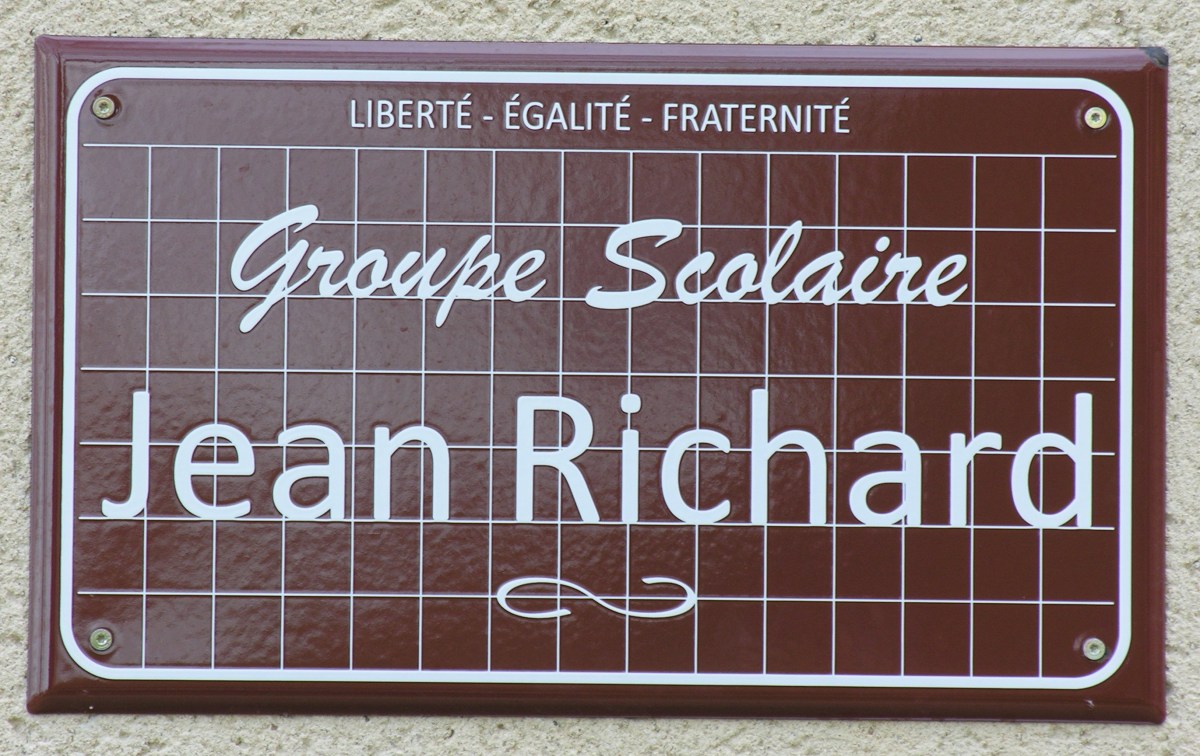 LIBERTÉ - ÉGALITÉ - FRATERNITÉ
Groupe Scolaire
Jean Richard